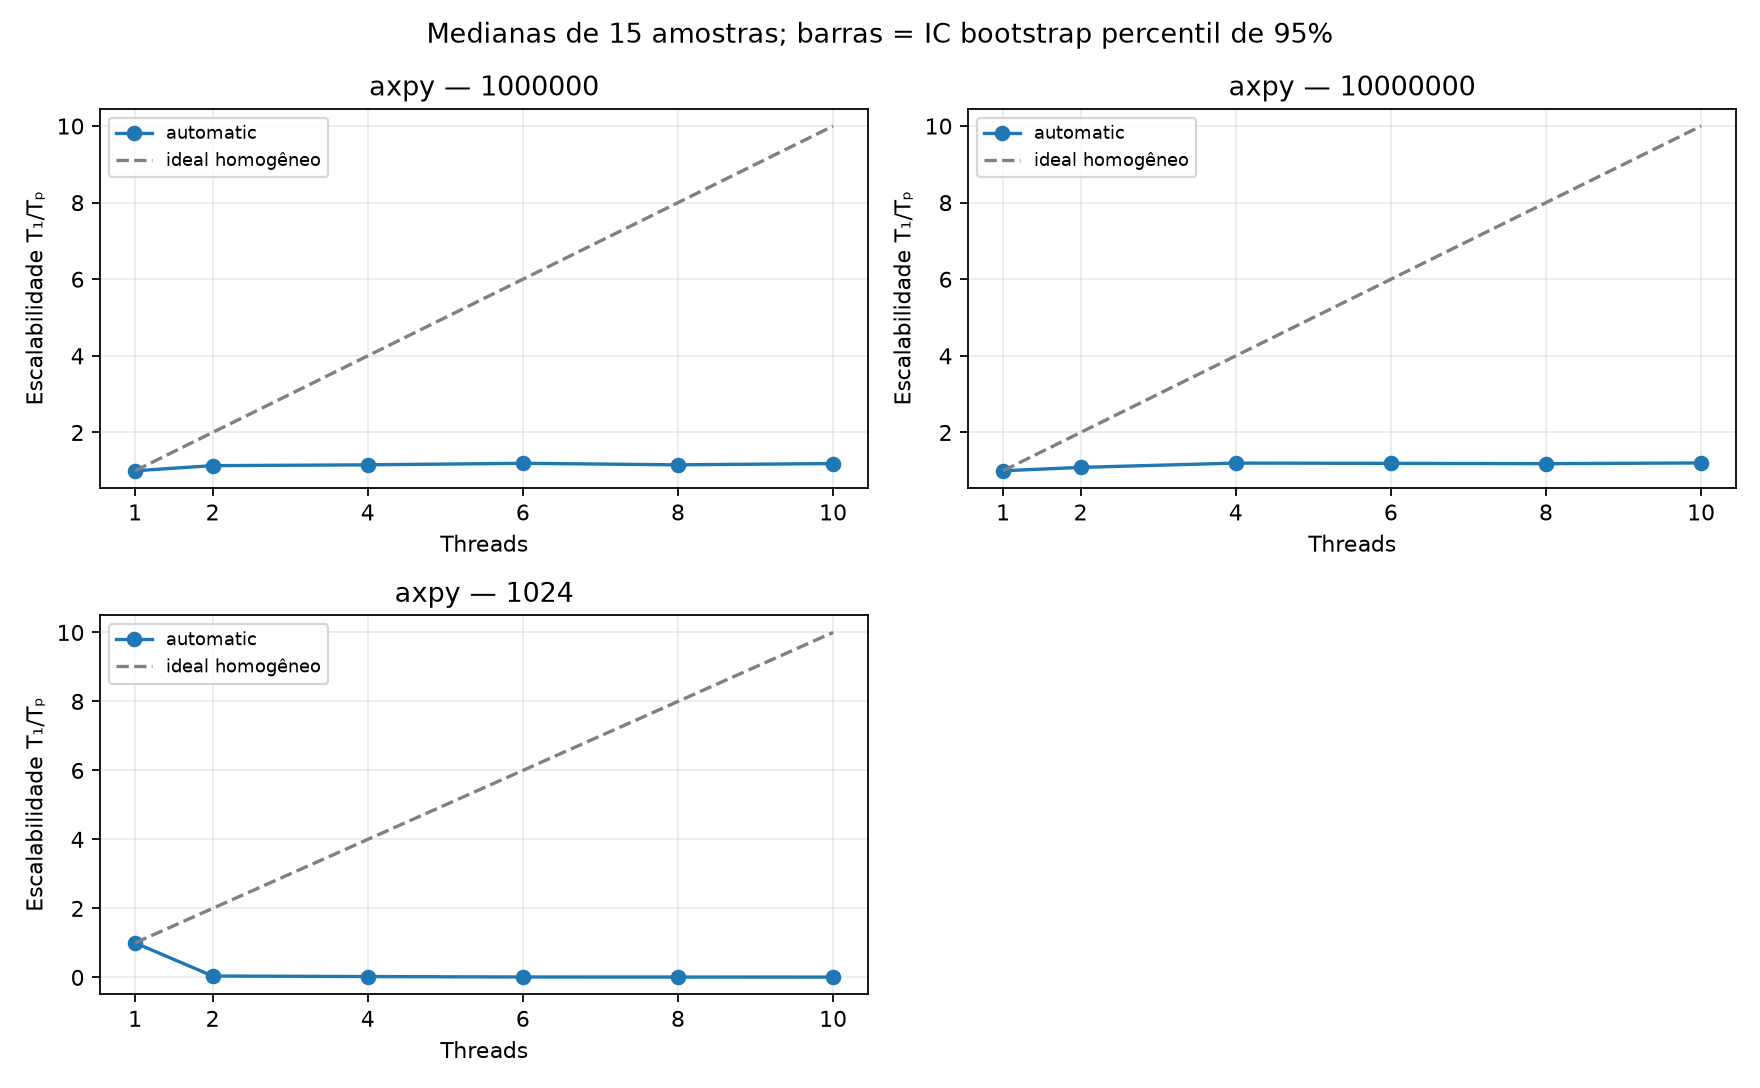 Medianas de 15 amostras; barras = IC bootstrap percentil de 95%
axpy — 1000000
automatic
ideal homogêneo
Escalabilidade T₁/Tₚ
10
8
6
4
2
1 2 4 6 8 10
Threads
axpy — 10000000
automatic
ideal homogêneo
Escalabilidade T₁/Tₚ
10
8
6
4
2
1 2 4 6 8 10
Threads
axpy — 1024
automatic
ideal homogêneo
Escalabilidade T₁/Tₚ
10
8
6
4
2
0
1 2 4 6 8 10
Threads